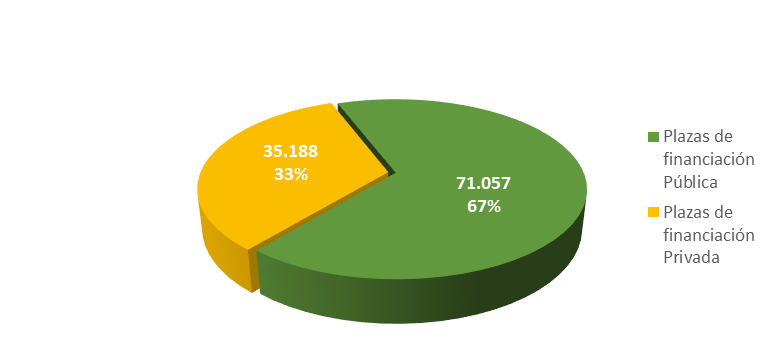 35.188
33%
71.057
67%
Plazas de
financiación
Pública
Plazas de
financiación
Privada